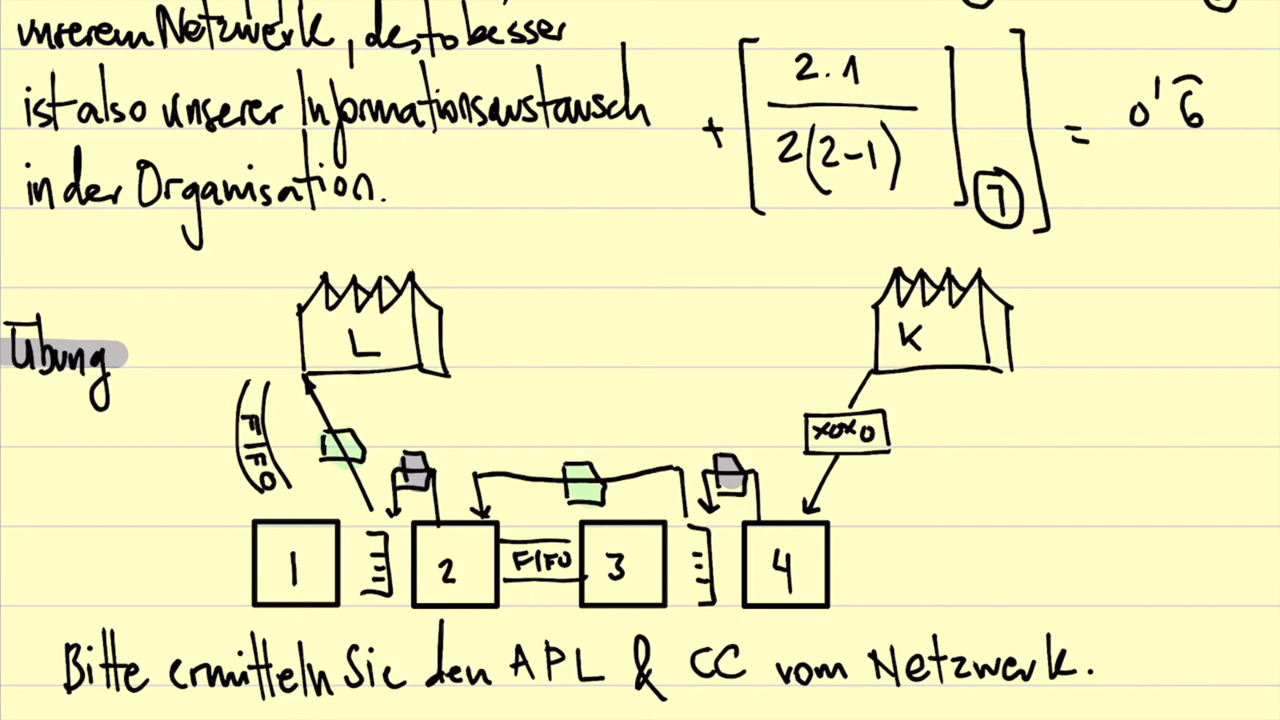 unserem Netzwerk, desto besser
ist also unserer Informationsaustausch
in der Organisation.
+ [ 2·1 / 2(2-1) ] ⑦ ] = 0'6̂
Übung
L
K
FIFO
XOXO
1
2
FIFO
3
4
Bitte ermitteln Sie den APL & CC vom Netzwerk.